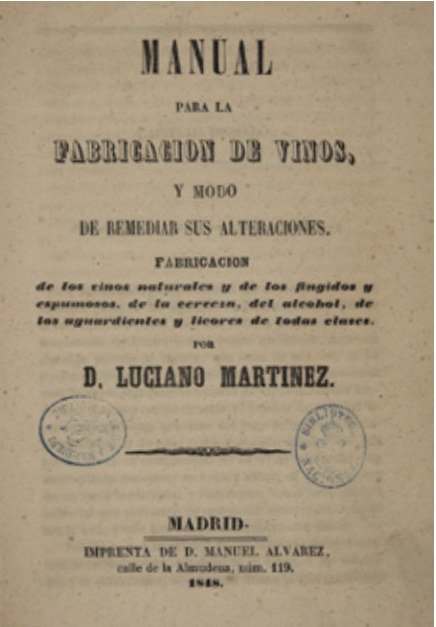 MANUAL
PARA LA
FABRICACION DE VINOS,
Y MODO
DE REMEDIAR SUS ALTERACIONES.
FABRICACION
de los vinos naturales y de los fingidos y
espumosos, de la cerveza, del alcohol, de
los aguardientes y licores de todas clases.
POR
D. LUCIANO MARTINEZ.
BIBLIOTECA
NACIONAL
MADRID.
IMPRENTA DE D. MANUEL ALVAREZ,
calle de la Almudena, núm. 119.
1848.